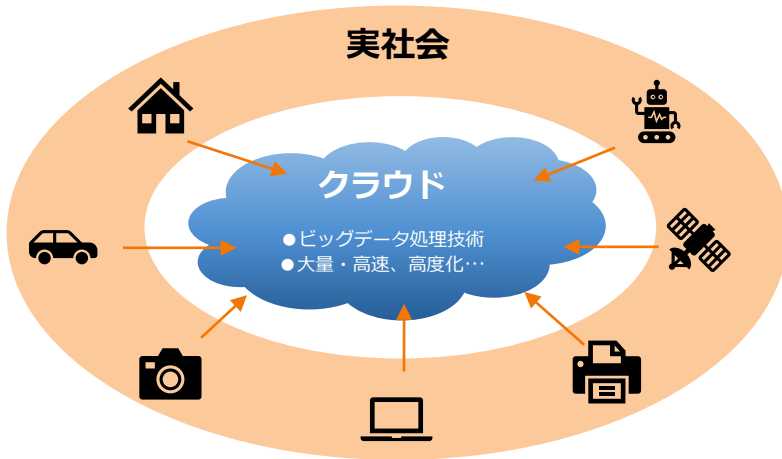 実社会
クラウド
●ビッグデータ処理技術
●大量・高速、高度化…